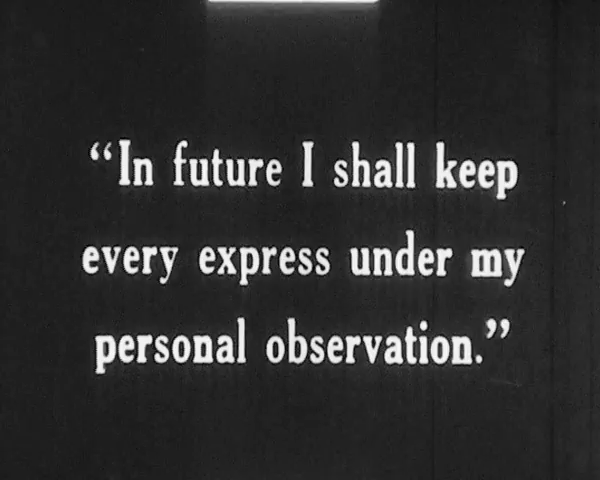 “In future I shall keep
every express under my
personal observation.”